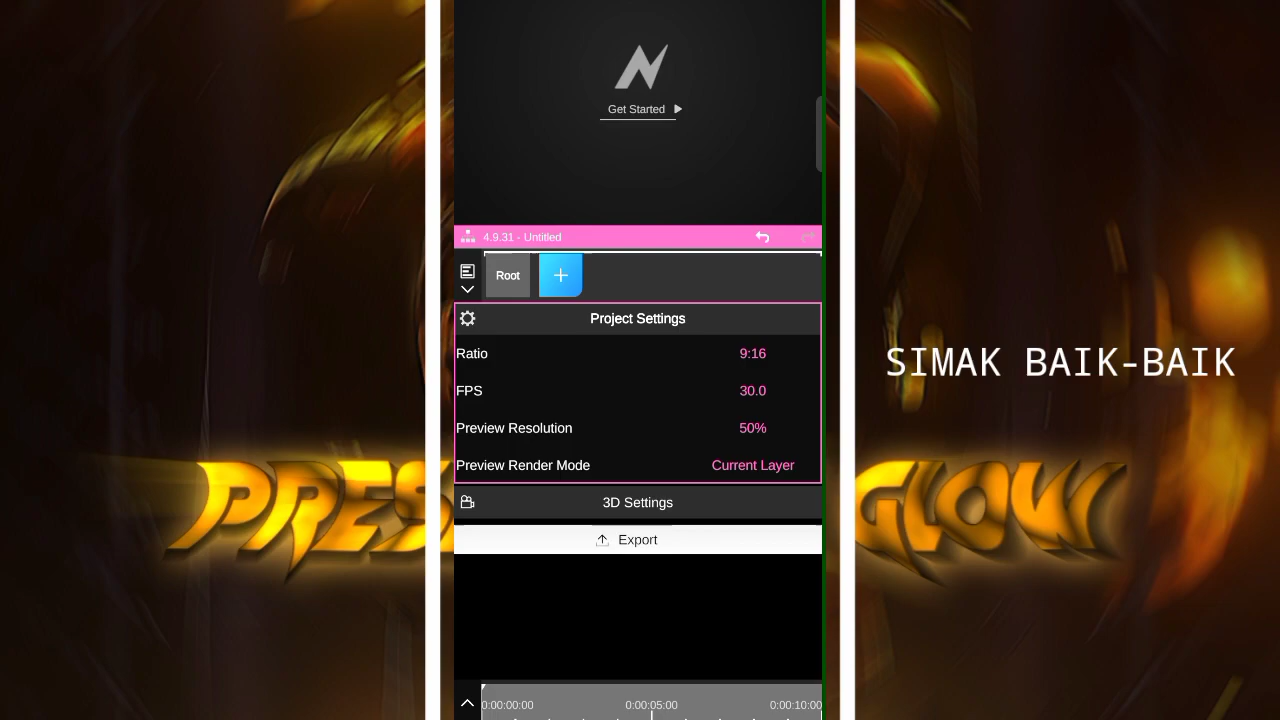 Get Started
4.9.31 - Untitled
Root
Project Settings
Ratio 9:16
FPS 30.0
Preview Resolution 50%
Preview Render Mode Current Layer
3D Settings
Export
0:00:00:00 0:00:05:00 0:00:10:00
SIMAK BAIK-BAIK
PRES
GLOW